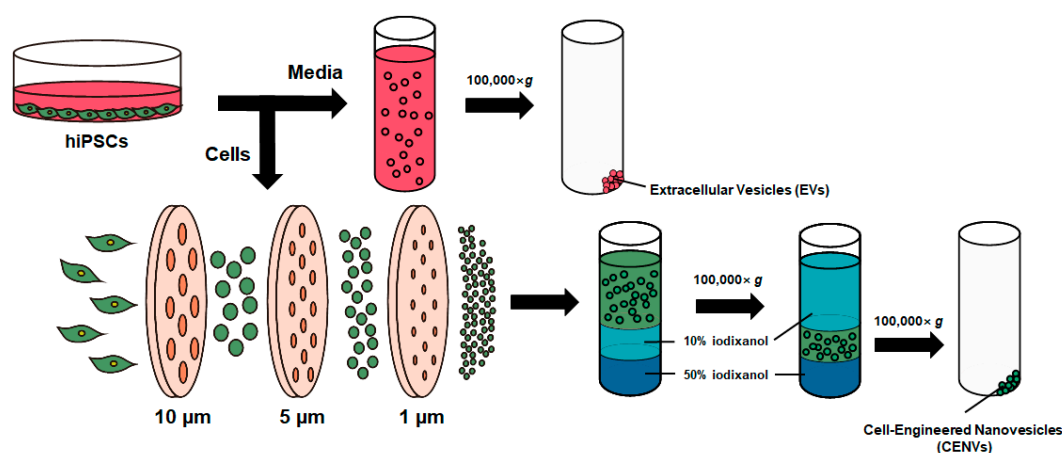 Media
100,000×g
hiPSCs
Cells
Extracellular Vesicles (EVs)
100,000× g
100,000× g
10% iodixanol
50% iodixanol
10 μm
5 μm
1 μm
Cell-Engineered Nanovesicles
(CENVs)